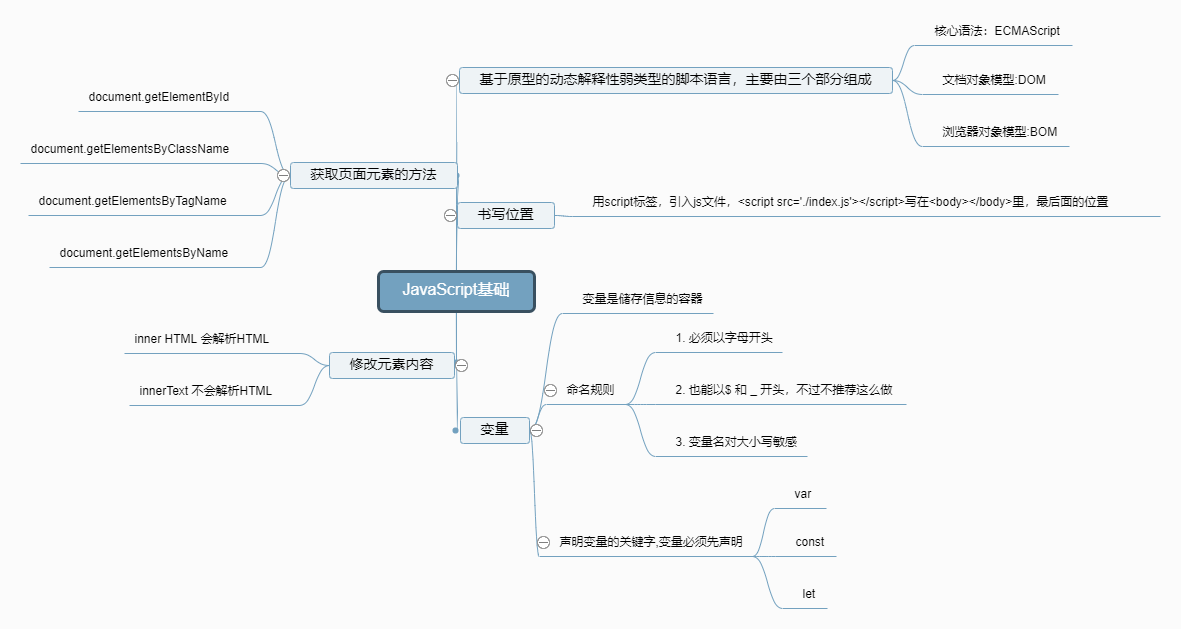 JavaScript基础
基于原型的动态解释性弱类型的脚本语言，主要由三个部分组成
核心语法：ECMAScript
文档对象模型:DOM
浏览器对象模型:BOM
书写位置
用script标签，引入js文件，<script src='./index.js'></script>写在<body></body>里，最后面的位置
变量
变量是储存信息的容器
命名规则
1. 必须以字母开头
2. 也能以$ 和 _ 开头，不过不推荐这么做
3. 变量名对大小写敏感
声明变量的关键字,变量必须先声明
var
const
let
获取页面元素的方法
document.getElementById
document.getElementsByClassName
document.getElementsByTagName
document.getElementsByName
修改元素内容
inner HTML 会解析HTML
innerText 不会解析HTML